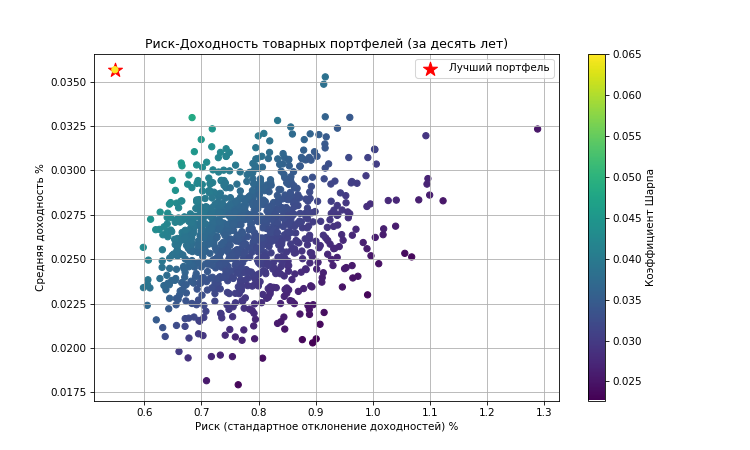 Риск-Доходность товарных портфелей (за десять лет)
Лучший портфель
Средняя доходность %
0.0350
0.0325
0.0300
0.0275
0.0250
0.0225
0.0200
0.0175
0.6 0.7 0.8 0.9 1.0 1.1 1.2 1.3
Риск (стандартное отклонение доходностей) %
0.065
0.060
0.055
0.050
0.045
0.040
0.035
0.030
0.025
Коэффициент Шарпа